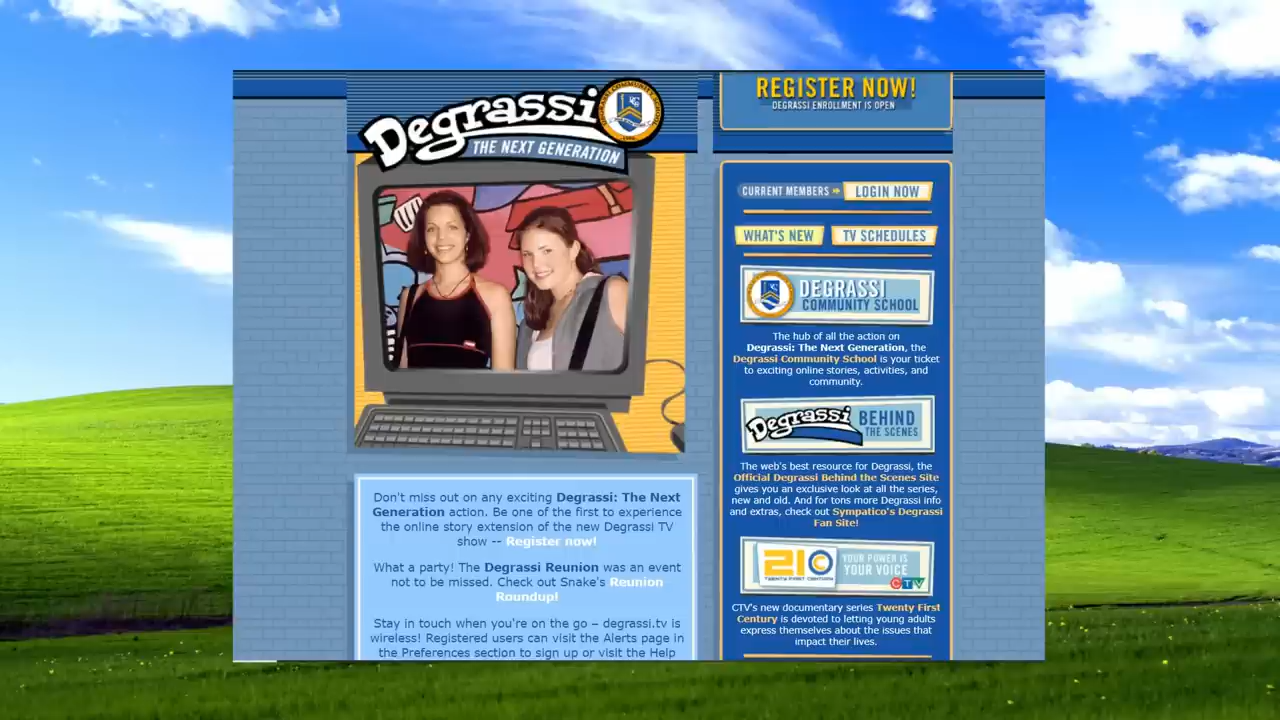 Degrassi
THE NEXT GENERATION
REGISTER NOW!
DEGRASSI ENROLLMENT IS OPEN
CURRENT MEMBERS
LOGIN NOW
WHAT'S NEW
TV SCHEDULES
DEGRASSI
COMMUNITY SCHOOL
The hub of all the action on
Degrassi: The Next Generation, the
Degrassi Community School is your ticket
to exciting online stories, activities, and
community.
Degrassi
BEHIND
THE SCENES
The web's best resource for Degrassi, the
Official Degrassi Behind the Scenes Site
gives you an exclusive look at all the series,
new and old. And for tons more Degrassi info
and extras, check out Sympatico's Degrassi
Fan Site!
21C
TWENTY FIRST CENTURY
YOUR POWER IS
YOUR VOICE
CTV
CTV's new documentary series Twenty First
Century is devoted to letting young adults
express themselves about the issues that
impact their lives.
Don't miss out on any exciting Degrassi: The Next
Generation action. Be one of the first to experience
the online story extension of the new Degrassi TV
show -- Register now!
What a party! The Degrassi Reunion was an event
not to be missed. Check out Snake's Reunion
Roundup!
Stay in touch when you're on the go – degrassi.tv is
wireless! Registered users can visit the Alerts page in
the Preferences section to sign up or visit the Help